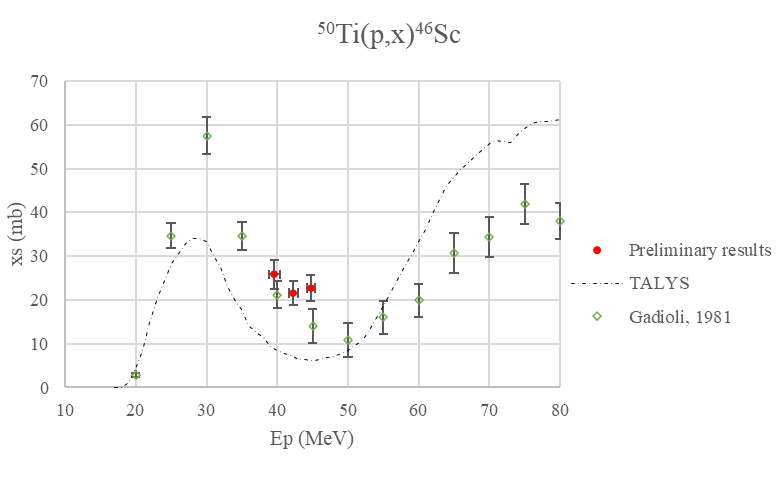 ⁵⁰Ti(p,x)⁴⁶Sc
70
60
50
40
30
20
10
0
xs (mb)
10 20 30 40 50 60 70 80
Ep (MeV)
Preliminary results
TALYS
Gadioli, 1981